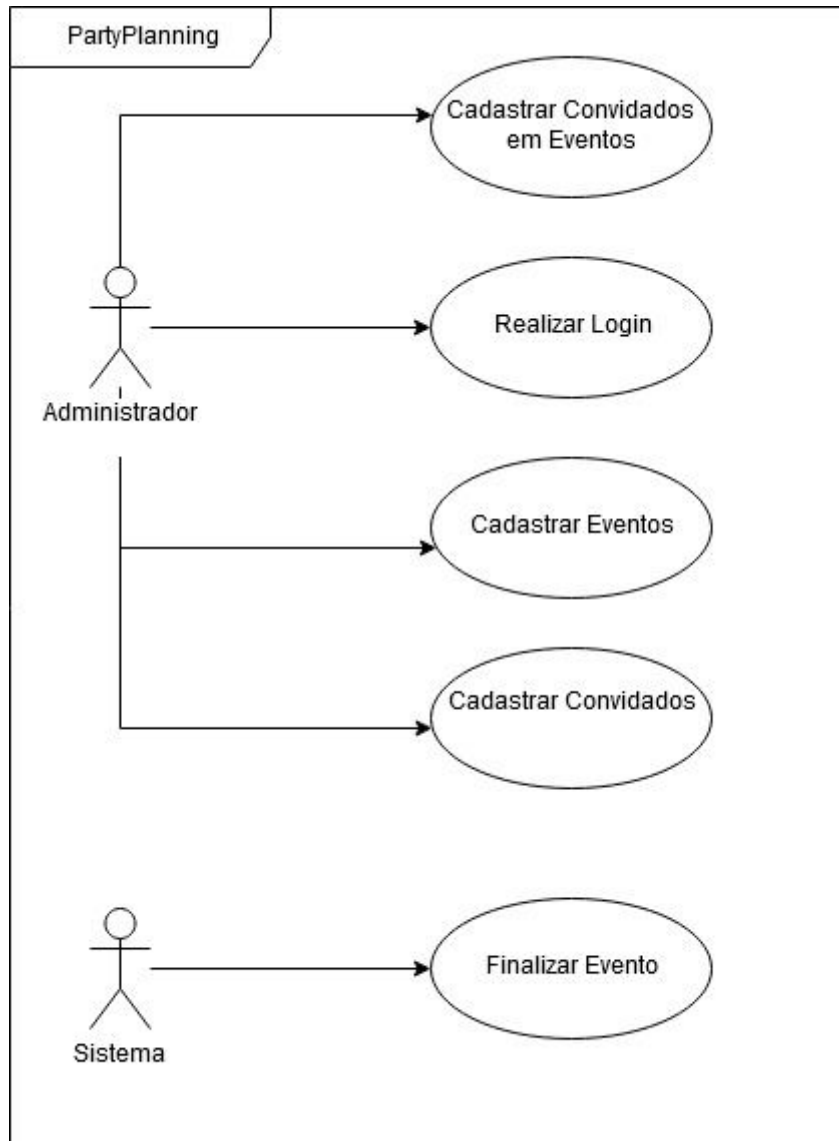 PartyPlanning
Cadastrar Convidados
em Eventos
Realizar Login
Administrador
Cadastrar Eventos
Cadastrar Convidados
Finalizar Evento
Sistema